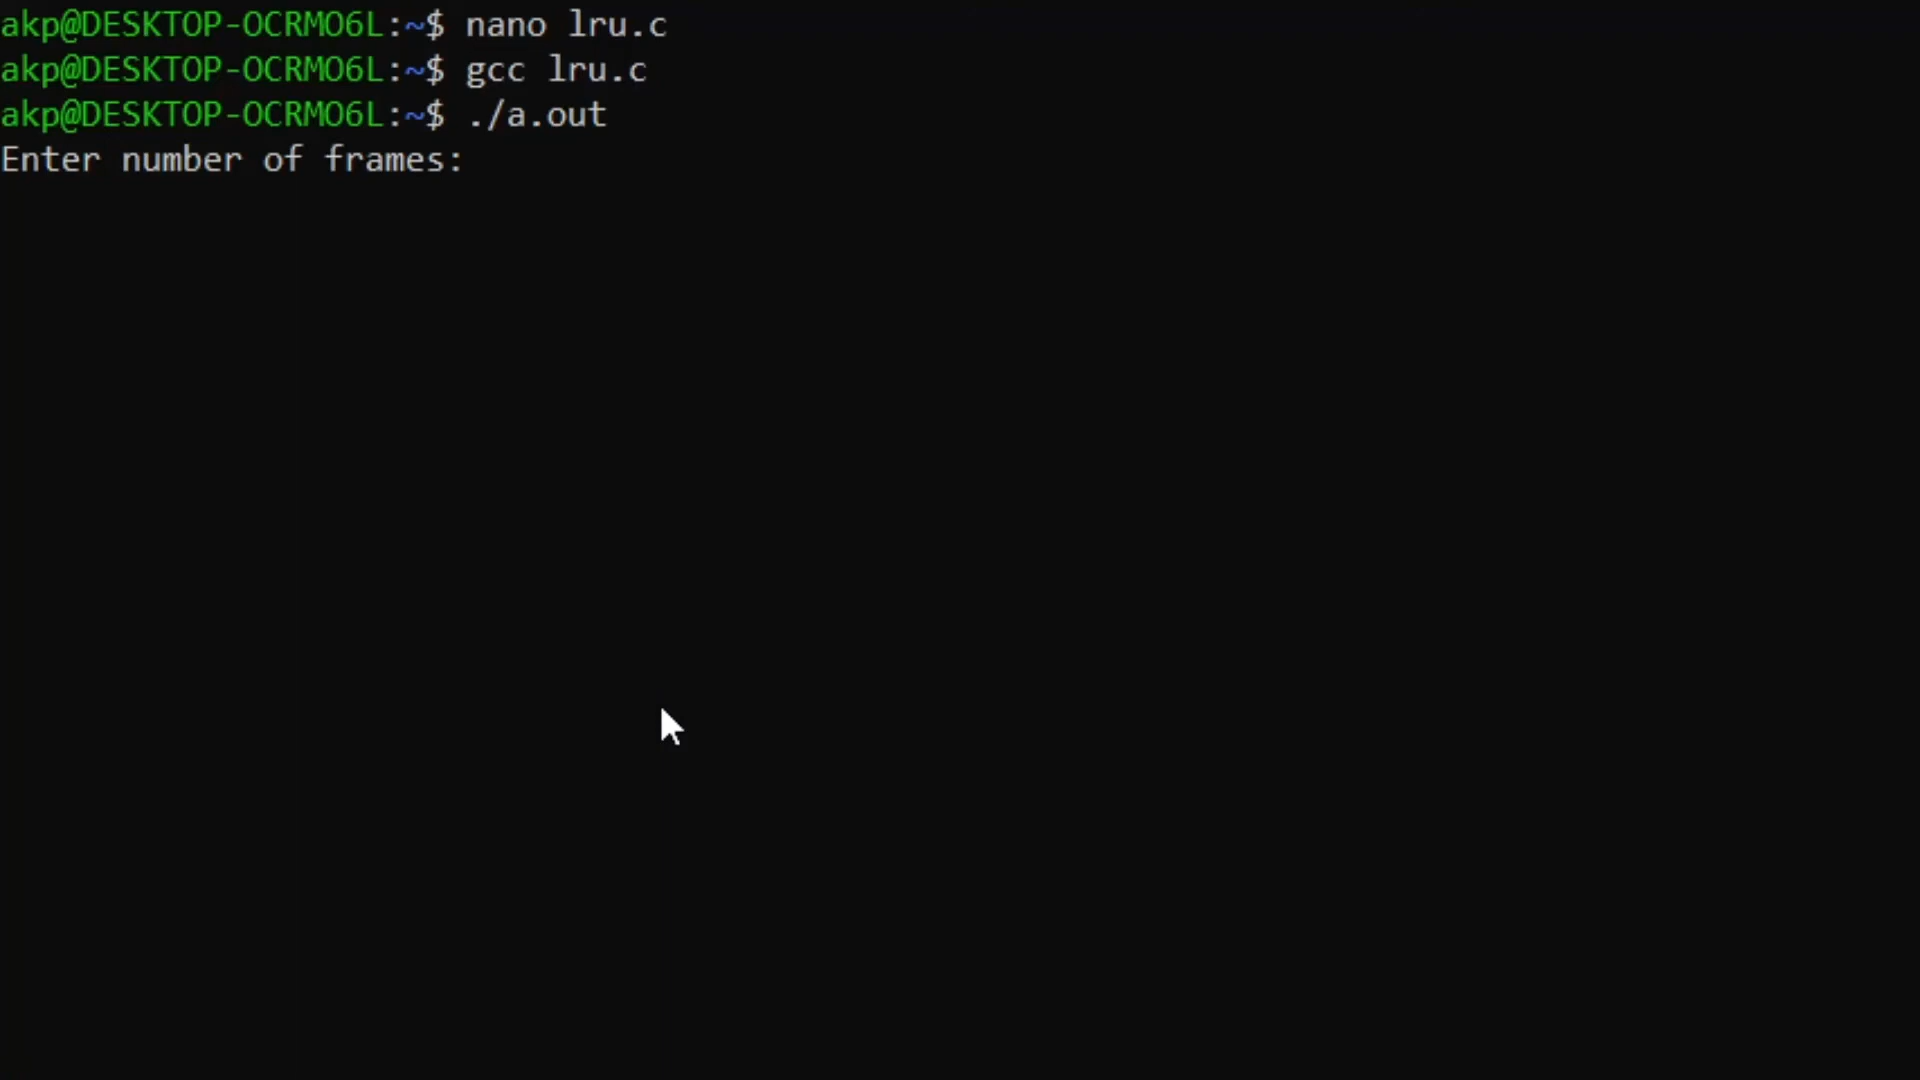 akp@DESKTOP-OCRMO6L:~$ nano lru.c
akp@DESKTOP-OCRMO6L:~$ gcc lru.c
akp@DESKTOP-OCRMO6L:~$ ./a.out
Enter number of frames: